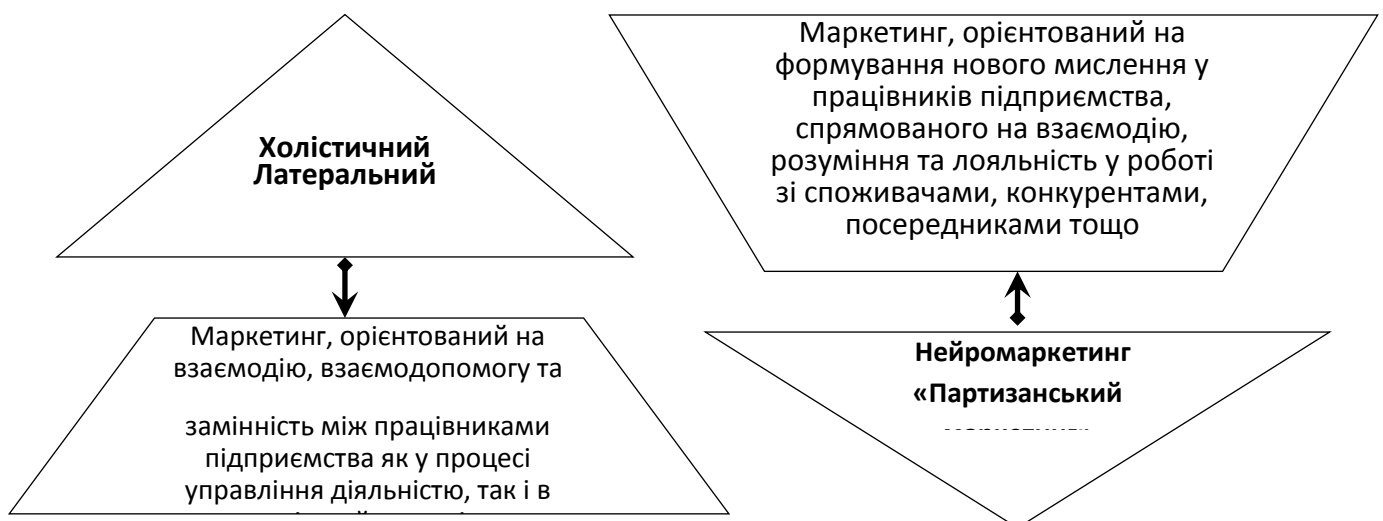 Холістичний
Латеральний
Маркетинг, орієнтований на
взаємодію, взаємодопомогу та
замінність між працівниками
підприємства як у процесі
управління діяльністю, так і в
Маркетинг, орієнтований на
формування нового мислення у
працівників підприємства,
спрямованого на взаємодію,
розуміння та лояльність у роботі
зі споживачами, конкурентами,
посередниками тощо
Нейромаркетинг
«Партизанський